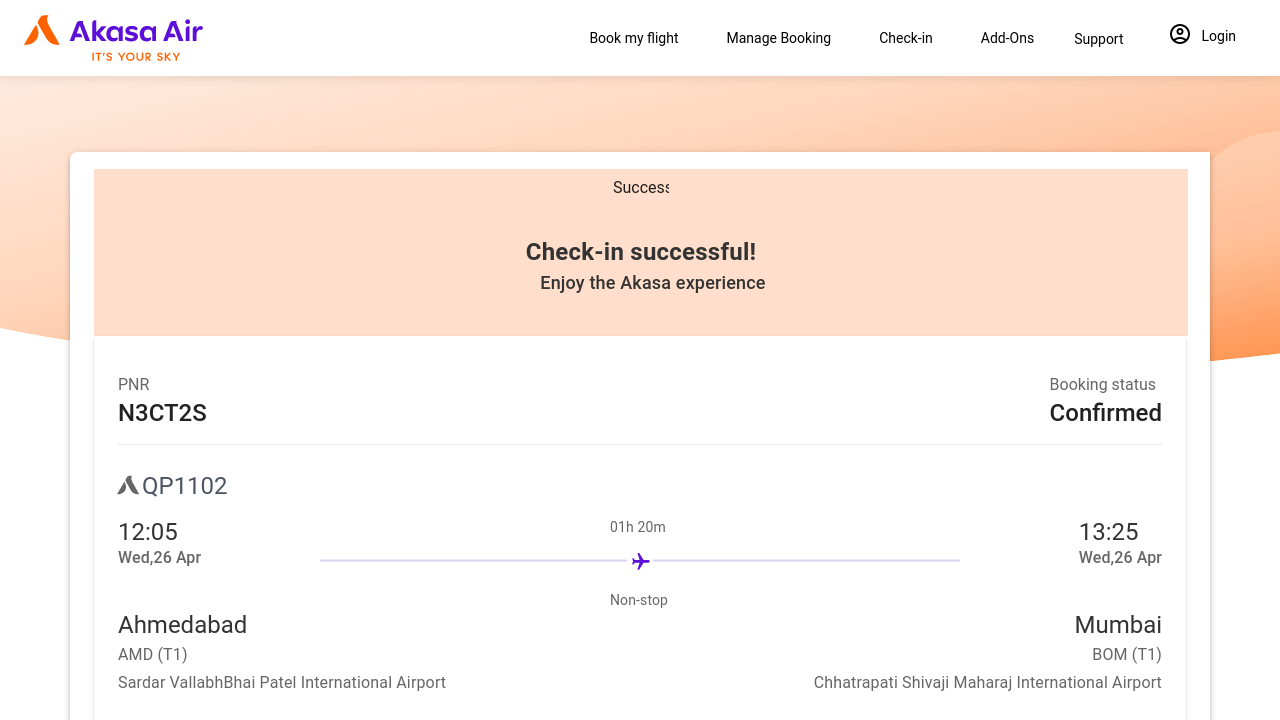 Akasa Air
IT'S YOUR SKY
Book my flight
Manage Booking
Check-in
Add-Ons
Support
Login
Success
Check-in successful!
Enjoy the Akasa experience
PNR
Booking status
N3CT2S
Confirmed
QP1102
12:05
01h 20m
13:25
Wed,26 Apr
Wed,26 Apr
Non-stop
Ahmedabad
Mumbai
AMD (T1)
BOM (T1)
Sardar VallabhBhai Patel International Airport
Chhatrapati Shivaji Maharaj International Airport